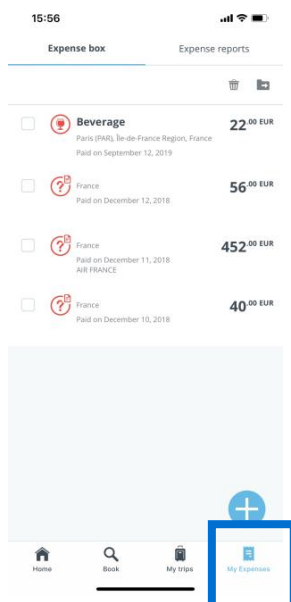 15:56
Expense box
Expense reports
Beverage
22.00 EUR
Paris (PAR), Île-de-France Region, France
Paid on September 12, 2019
France
56.00 EUR
Paid on December 12, 2018
France
452.00 EUR
Paid on December 11, 2018
AIR FRANCE
France
40.00 EUR
Paid on December 10, 2018
Home
Book
My trips
My Expenses